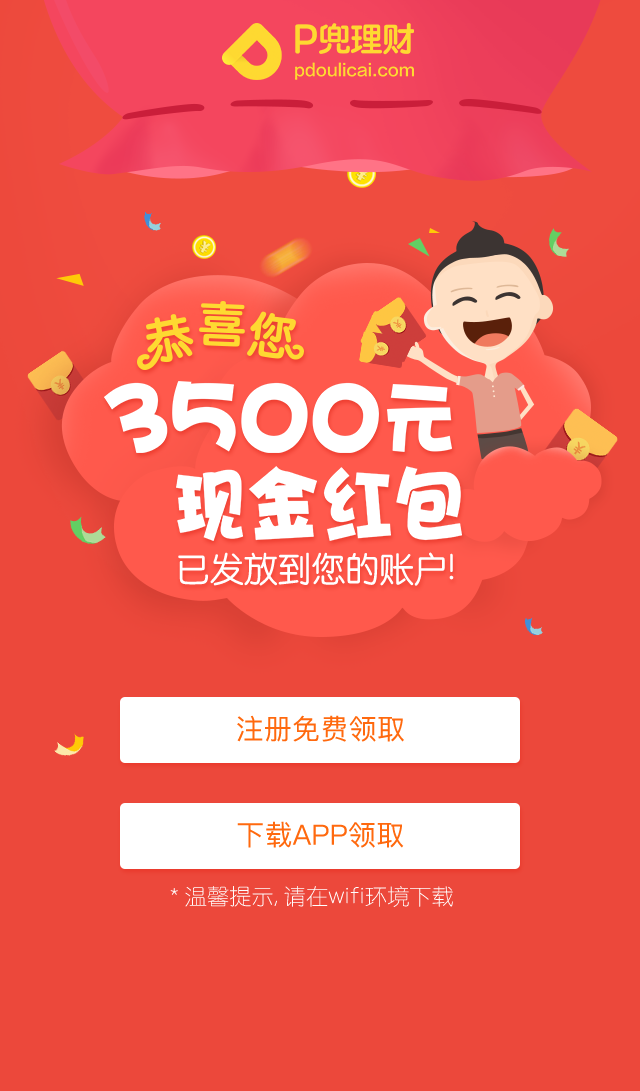 P兜理财
pdoulicai.com
恭喜您
3500元
现金红包
已发放到您的账户!
注册免费领取
下载APP领取
* 温馨提示, 请在wifi环境下载